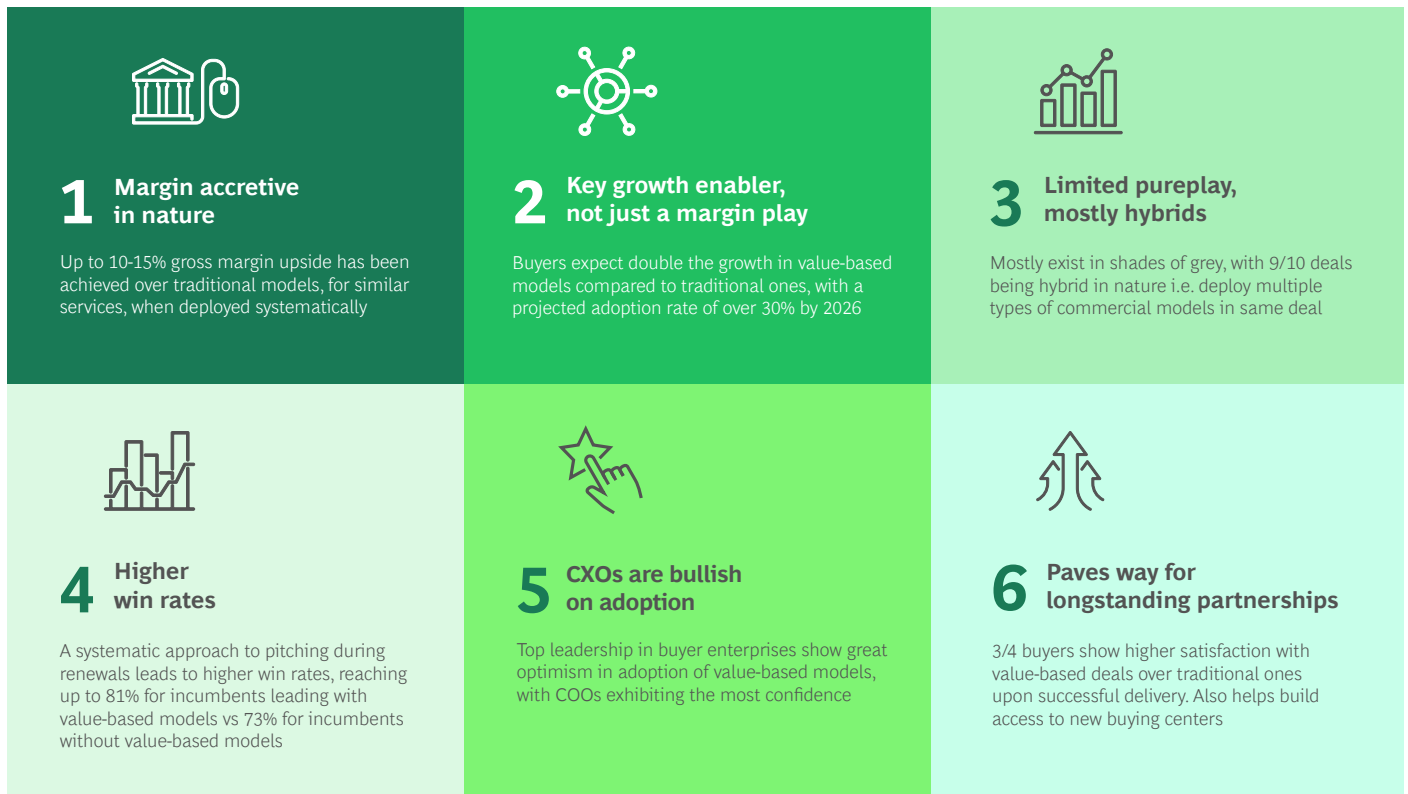 1
Margin accretive
in nature
Up to 10-15% gross margin upside has been
achieved over traditional models, for similar
services, when deployed systematically
2
Key growth enabler,
not just a margin play
Buyers expect double the growth in value-based
models compared to traditional ones, with a
projected adoption rate of over 30% by 2026
3
Limited pureplay,
mostly hybrids
Mostly exist in shades of grey, with 9/10 deals
being hybrid in nature i.e. deploy multiple
types of commercial models in same deal
4
Higher
win rates
A systematic approach to pitching during
renewals leads to higher win rates, reaching
up to 81% for incumbents leading with
value-based models vs 73% for incumbents
without value-based models
5
CXOs are bullish
on adoption
Top leadership in buyer enterprises show great
optimism in adoption of value-based models,
with COOs exhibiting the most confidence
6
Paves way for
longstanding partnerships
3/4 buyers show higher satisfaction with
value-based deals over traditional ones
upon successful delivery. Also helps build
access to new buying centers